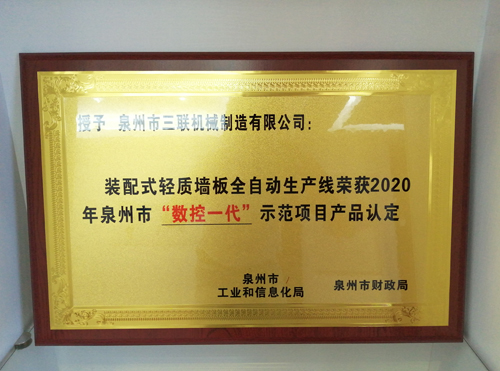 授予 泉州市三联机械制造有限公司：
装配式轻质墙板全自动生产线荣获2020
年泉州市“数控一代”示范项目产品认定
泉州市
工业和信息化局
泉州市财政局